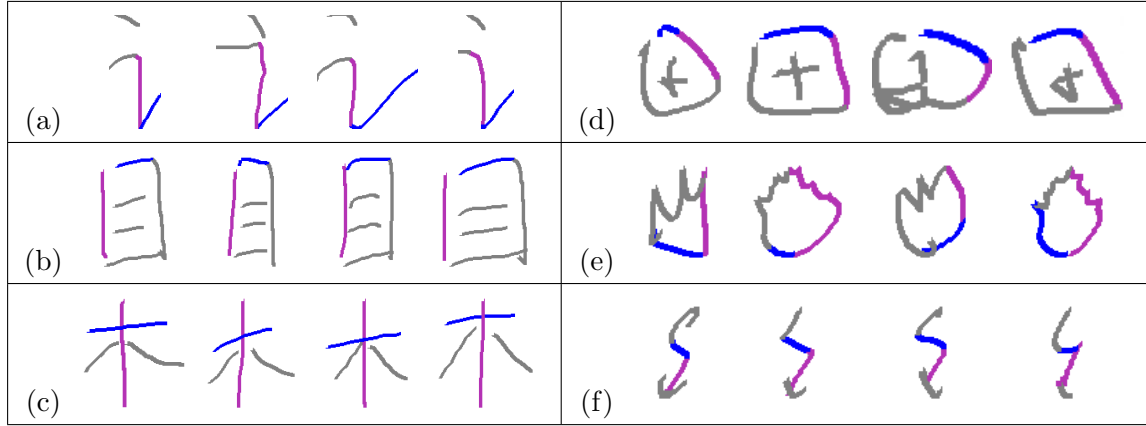 (a) 讠 讠 讠 讠
(d)
(b) 目 目 目 目
(e)
(c) 木 木 木 木
(f)